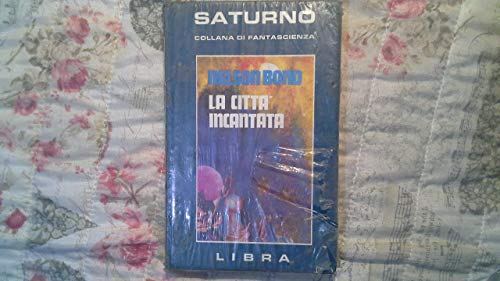 SATURNO
COLLANA DI FANTASCIENZA
NELSON BOND
LA CITTA'
INCANTATA
LIBRA